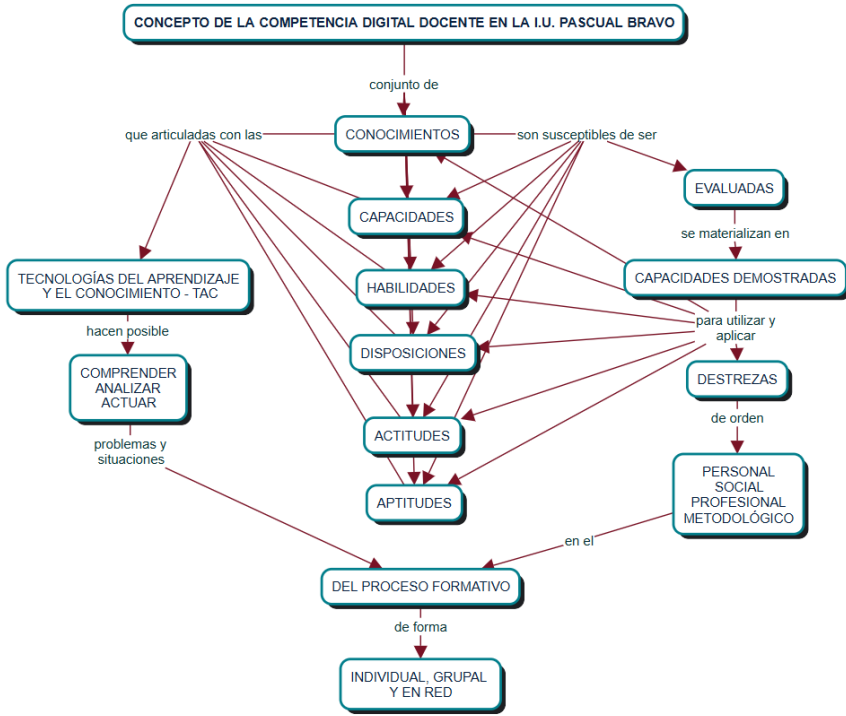 CONCEPTO DE LA COMPETENCIA DIGITAL DOCENTE EN LA I.U. PASCUAL BRAVO
conjunto de
que articuladas con las
CONOCIMIENTOS
son susceptibles de ser
EVALUADAS
CAPACIDADES
se materializan en
TECNOLOGÍAS DEL APRENDIZAJE
Y EL CONOCIMIENTO - TAC
HABILIDADES
CAPACIDADES DEMOSTRADAS
hacen posible
para utilizar y
aplicar
DISPOSICIONES
COMPRENDER
ANALIZAR
ACTUAR
DESTREZAS
de orden
ACTITUDES
problemas y
situaciones
PERSONAL
SOCIAL
PROFESIONAL
METODOLÓGICO
APTITUDES
en el
DEL PROCESO FORMATIVO
de forma
INDIVIDUAL, GRUPAL
Y EN RED